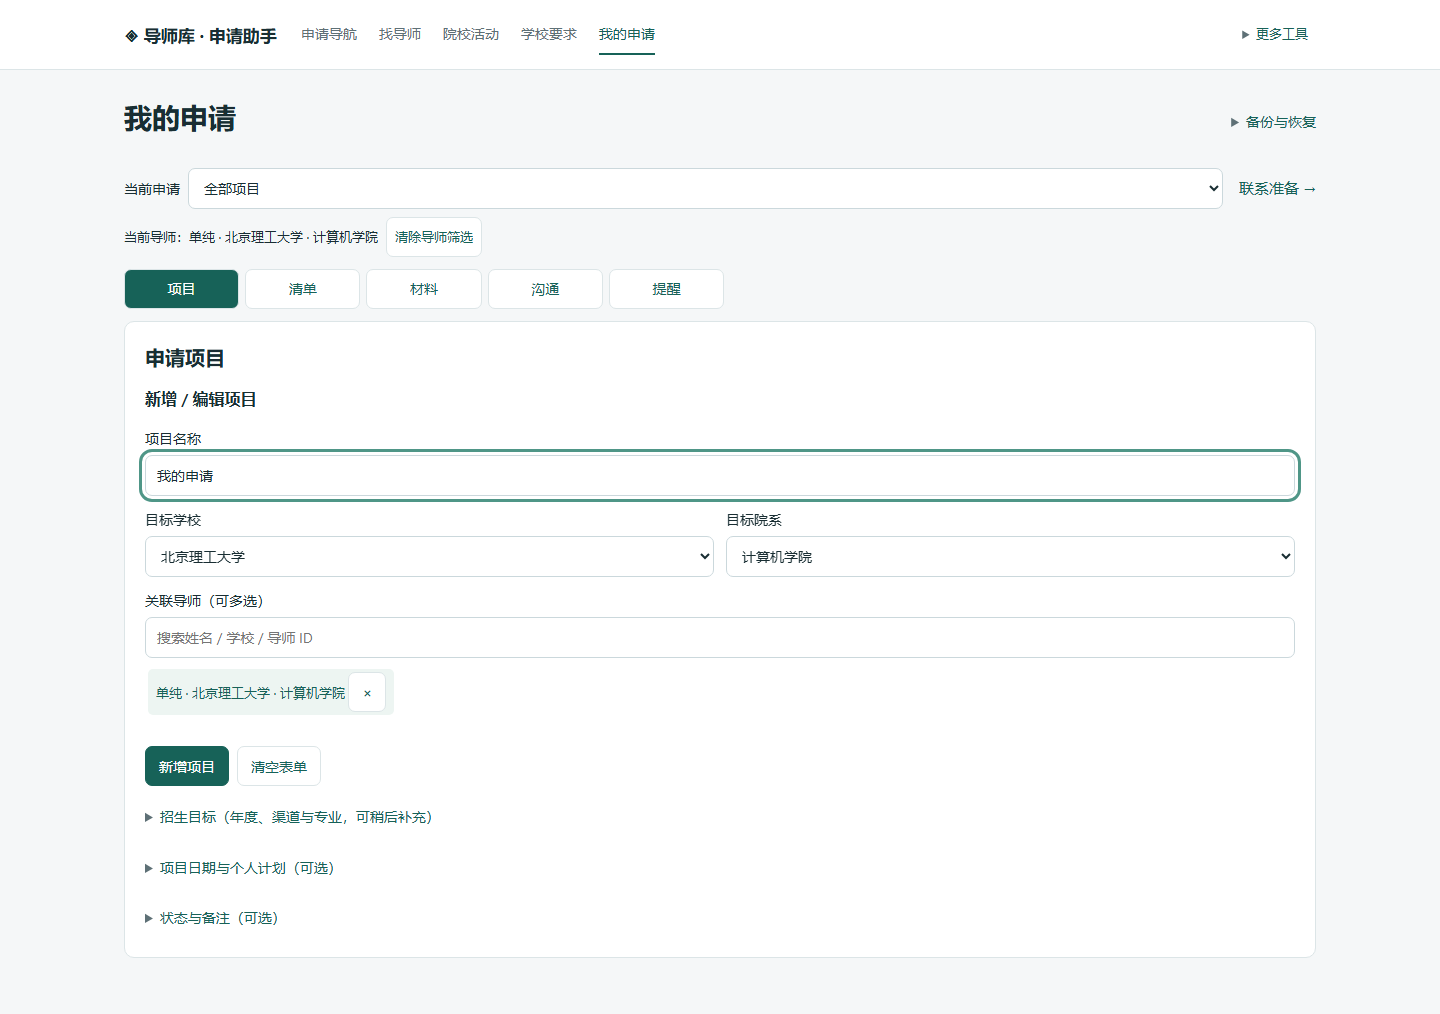 ◈ 导师库 · 申请助手 申请导航 找导师 院校活动 学校要求 我的申请 ▶ 更多工具
我的申请 ▶ 备份与恢复
当前申请 全部项目 联系准备 →
当前导师：单纯 · 北京理工大学 · 计算机学院 清除导师筛选
项目 清单 材料 沟通 提醒
申请项目
新增 / 编辑项目
项目名称
我的申请
目标学校 目标院系
北京理工大学 计算机学院
关联导师（可多选）
搜索姓名 / 学校 / 导师 ID
单纯 · 北京理工大学 · 计算机学院 ×
新增项目 清空表单
▶ 招生目标（年度、渠道与专业，可稍后补充）
▶ 项目日期与个人计划（可选）
▶ 状态与备注（可选）